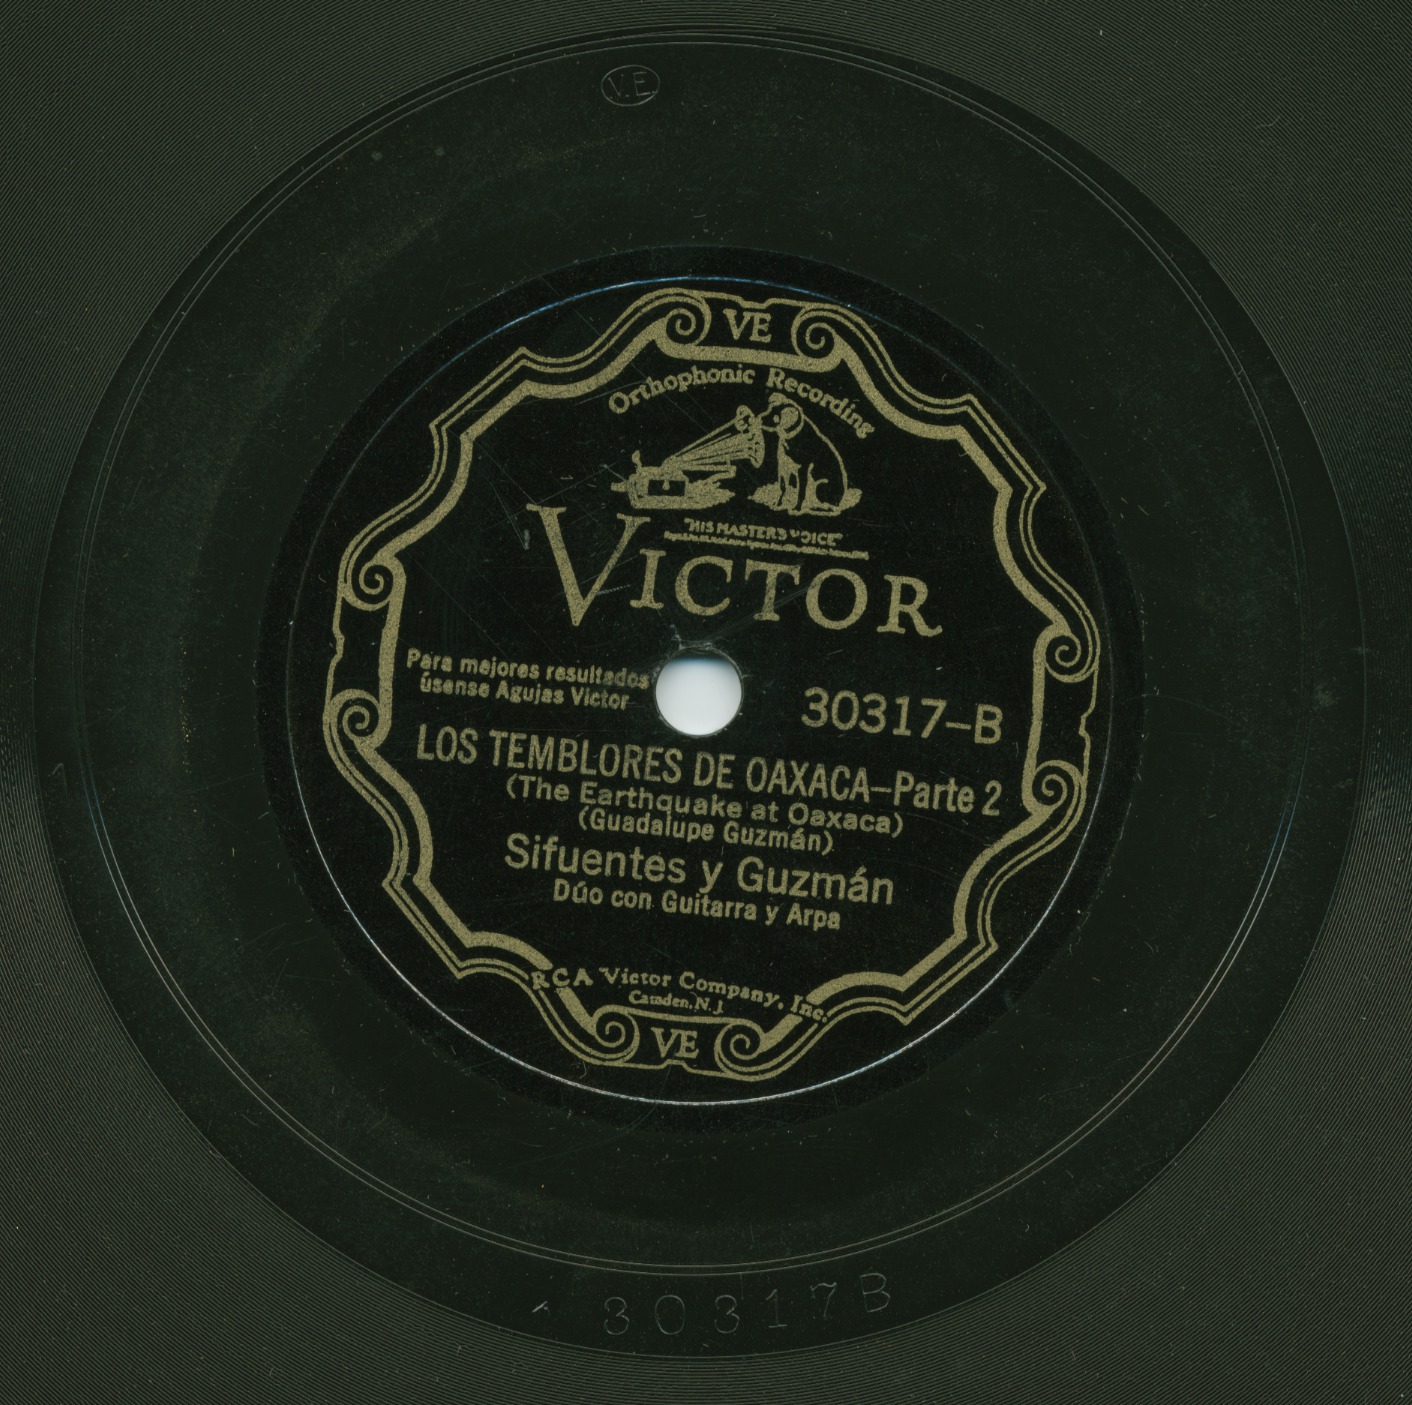 V.E.
VE
Orthophonic Recording
"HIS MASTER'S VOICE"
VICTOR
Para mejores resultados
úsense Agujas Victor
30317-B
LOS TEMBLORES DE OAXACA-Parte 2
(The Earthquake at Oaxaca)
(Guadalupe Guzmán)
Sifuentes y Guzmán
Dúo con Guitarra y Arpa
RCA Victor Company, Inc.
Camden, N. J.
VE
30317B